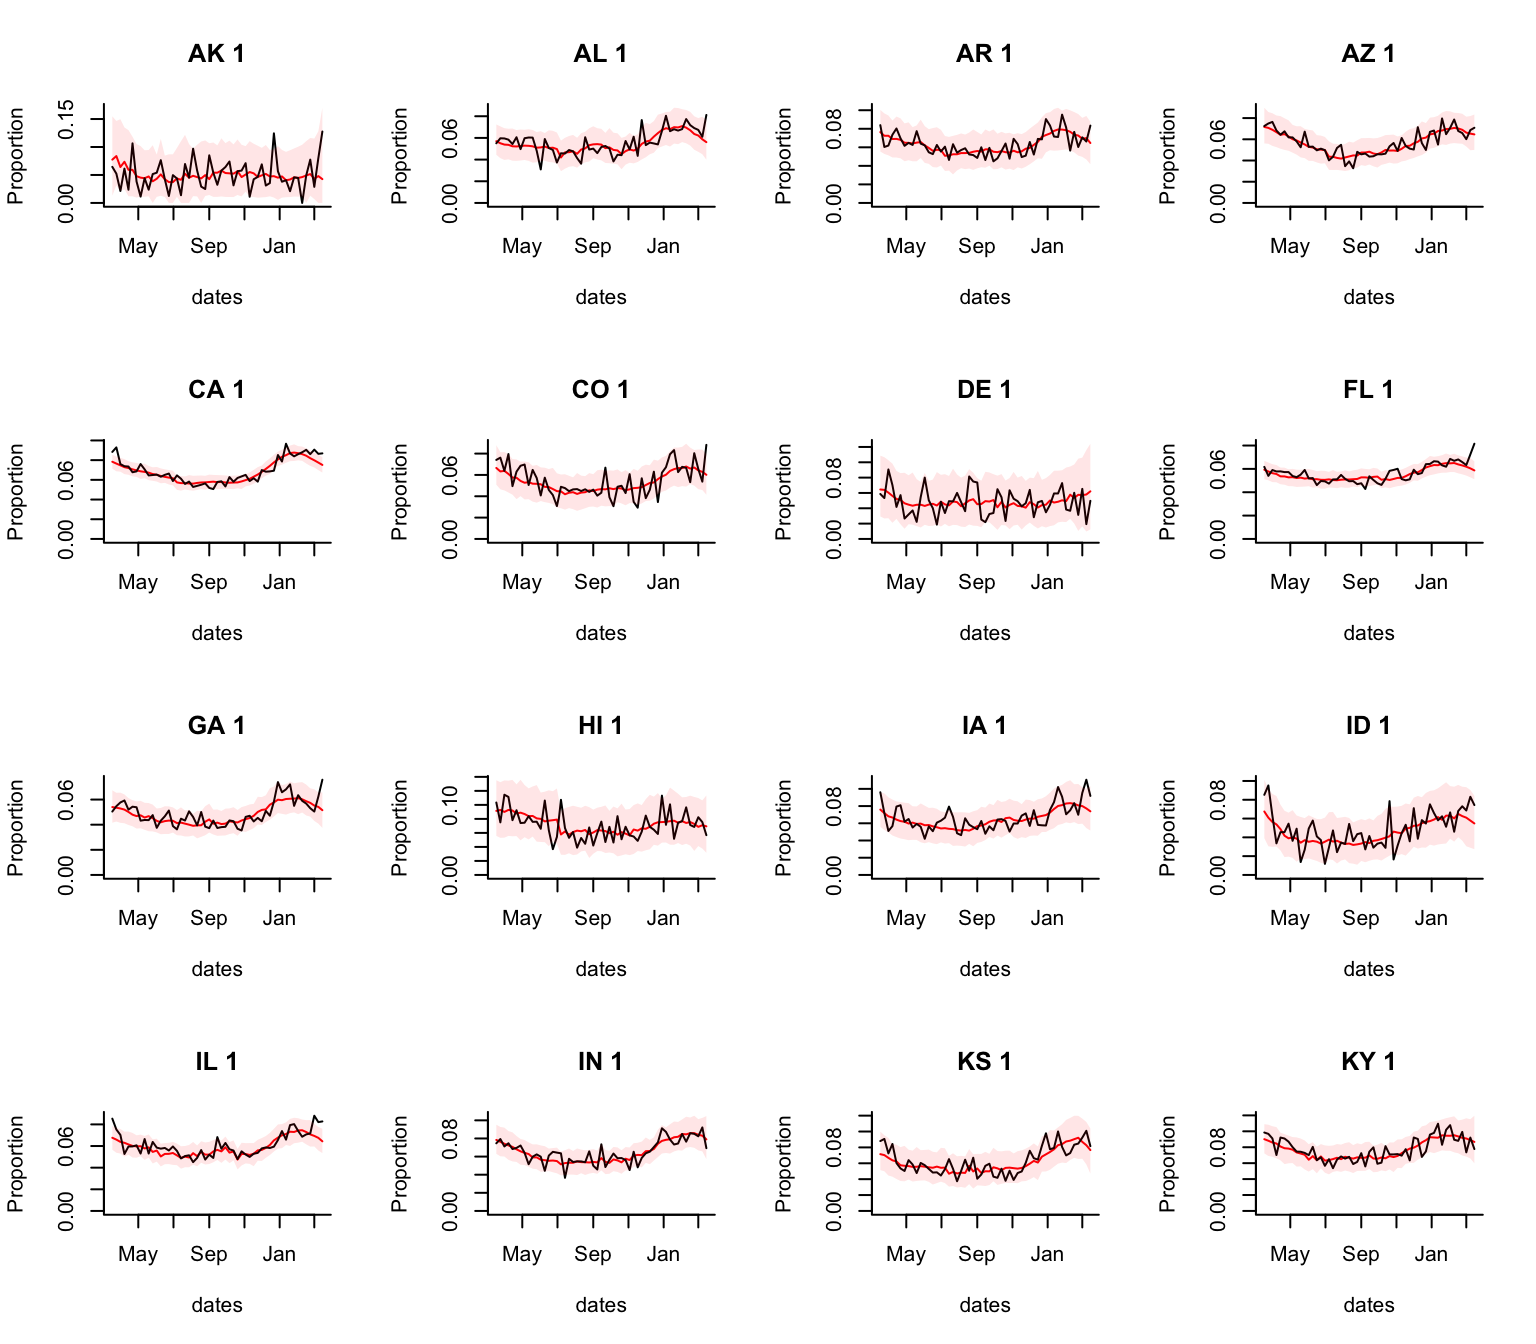 AK 1
AL 1
AR 1
AZ 1
Proportion
0.00
0.15
Proportion
0.00
0.06
Proportion
0.00
0.08
Proportion
0.00
0.06
May Sep Jan
May Sep Jan
May Sep Jan
May Sep Jan
dates
dates
dates
dates
CA 1
CO 1
DE 1
FL 1
Proportion
0.00
0.06
Proportion
0.00
0.06
Proportion
0.00
0.08
Proportion
0.00
0.06
May Sep Jan
May Sep Jan
May Sep Jan
May Sep Jan
dates
dates
dates
dates
GA 1
HI 1
IA 1
ID 1
Proportion
0.00
0.06
Proportion
0.00
0.10
Proportion
0.00
0.08
Proportion
0.00
0.08
May Sep Jan
May Sep Jan
May Sep Jan
May Sep Jan
dates
dates
dates
dates
IL 1
IN 1
KS 1
KY 1
Proportion
0.00
0.06
Proportion
0.00
0.08
Proportion
0.00
0.08
Proportion
0.00
0.08
May Sep Jan
May Sep Jan
May Sep Jan
May Sep Jan
dates
dates
dates
dates